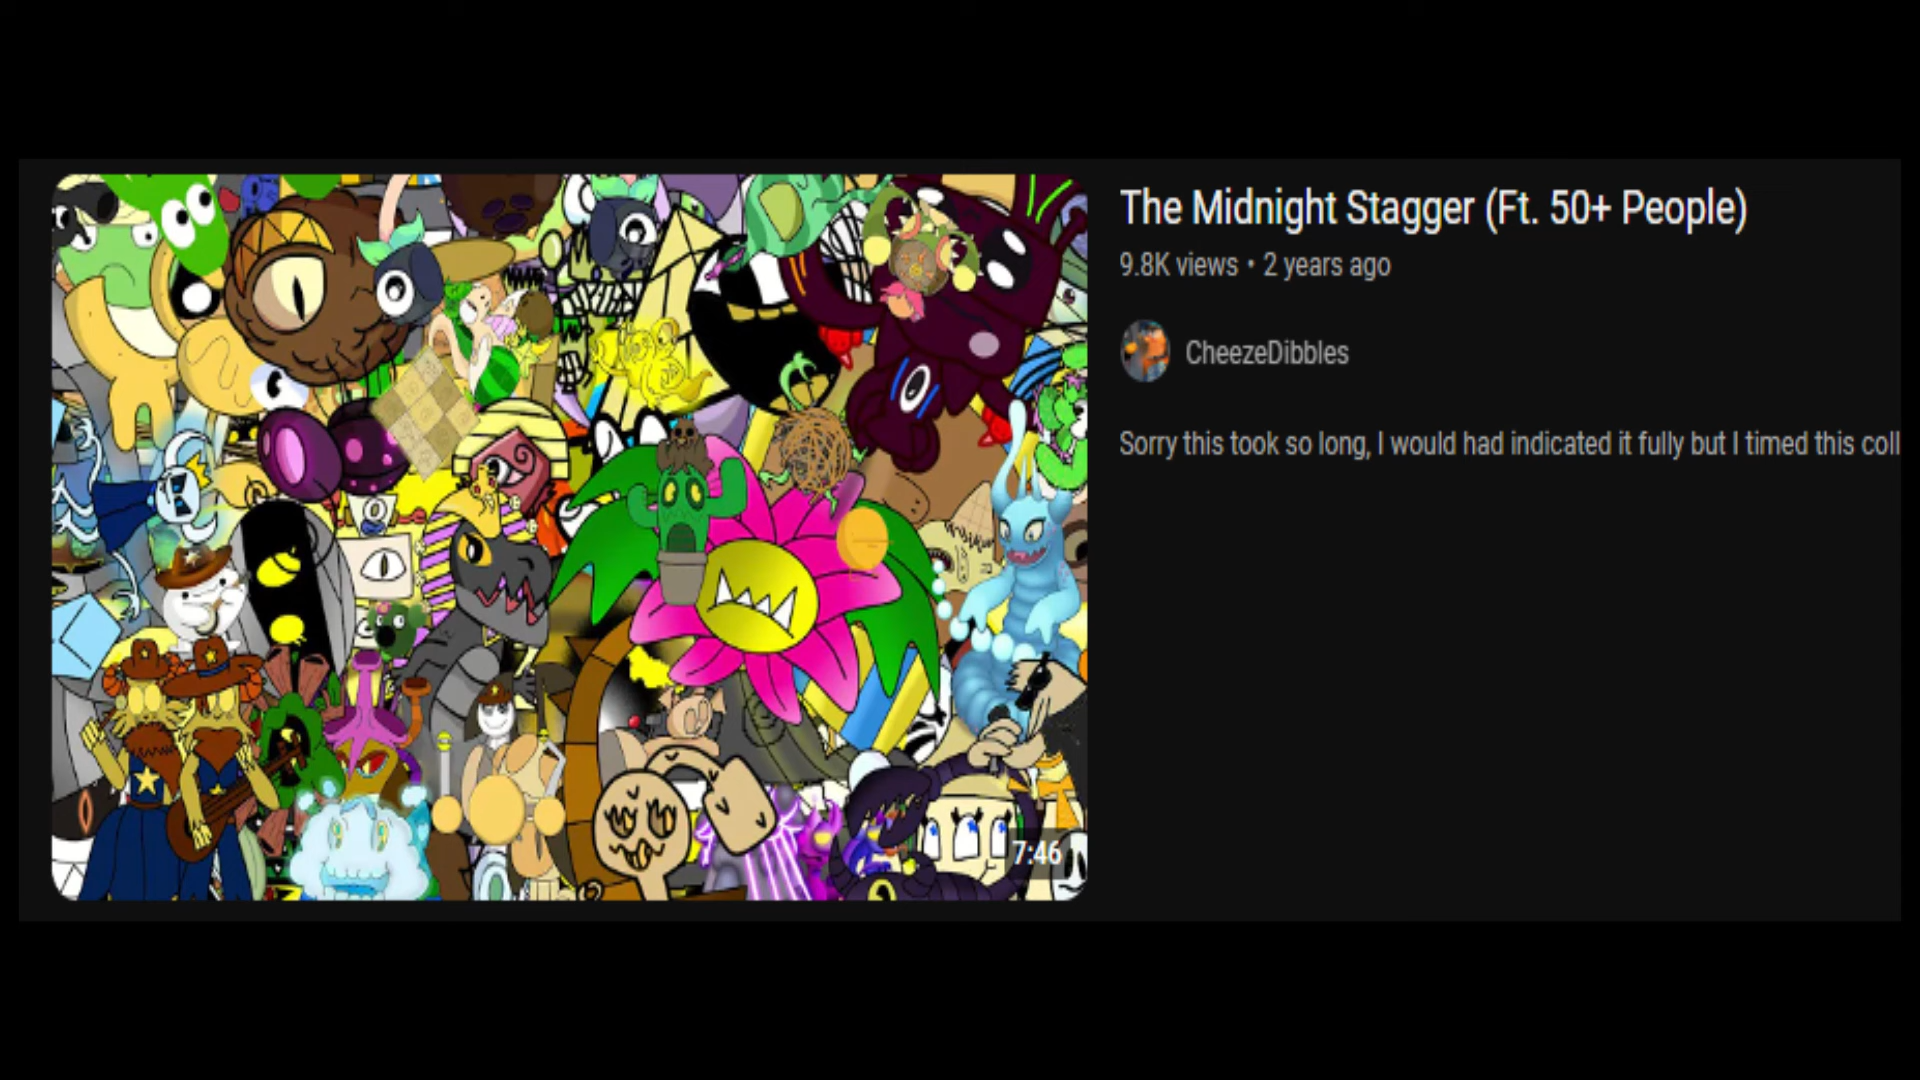 The Midnight Stagger (Ft. 50+ People)
9.8K views • 2 years ago
CheezeDibbles
Sorry this took so long, I would had indicated it fully but I timed this coll
7:46